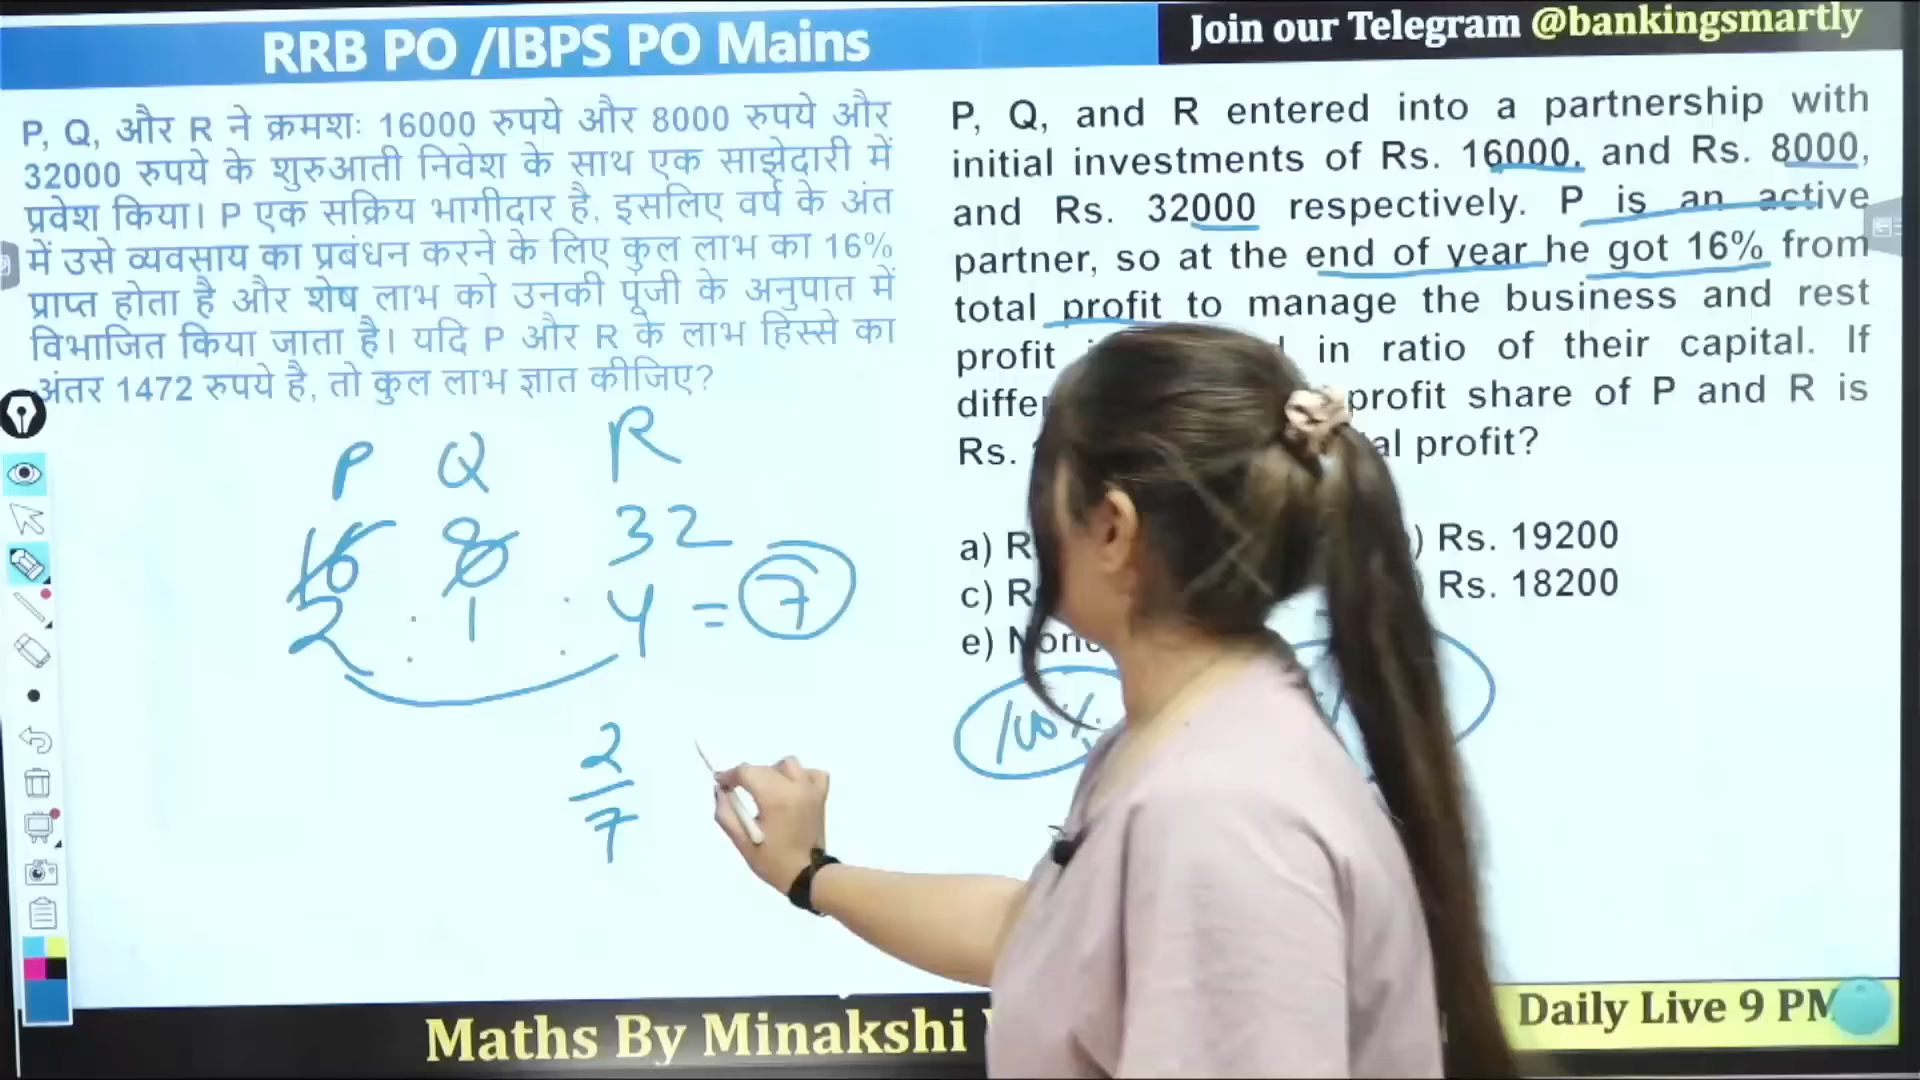 RRB PO /IBPS PO Mains
Join our Telegram @bankingsmartly
P, Q, और R ने क्रमशः 16000 रुपये और 8000 रुपये और
32000 रुपये के शुरुआती निवेश के साथ एक साझेदारी में
प्रवेश किया। P एक सक्रिय भागीदार है, इसलिए वर्ष के अंत
में उसे व्यवसाय का प्रबंधन करने के लिए कुल लाभ का 16%
प्राप्त होता है और शेष लाभ को उनकी पूंजी के अनुपात में
विभाजित किया जाता है। यदि P और R के लाभ हिस्से का
अंतर 1472 रुपये है, तो कुल लाभ ज्ञात कीजिए?
P, Q, and R entered into a partnership with
initial investments of Rs. 16000, and Rs. 8000,
and Rs. 32000 respectively. P is an active
partner, so at the end of year he got 16% from
total profit to manage the business and rest
profit in ratio of their capital. If
profit share of P and R is
Rs. profit?
a) Rs. 19200
c) Rs. 18200
e)
P Q R
16 8 32
2 1 4 = 7
100%
2
7
Maths By Minakshi
Daily Live 9 PM